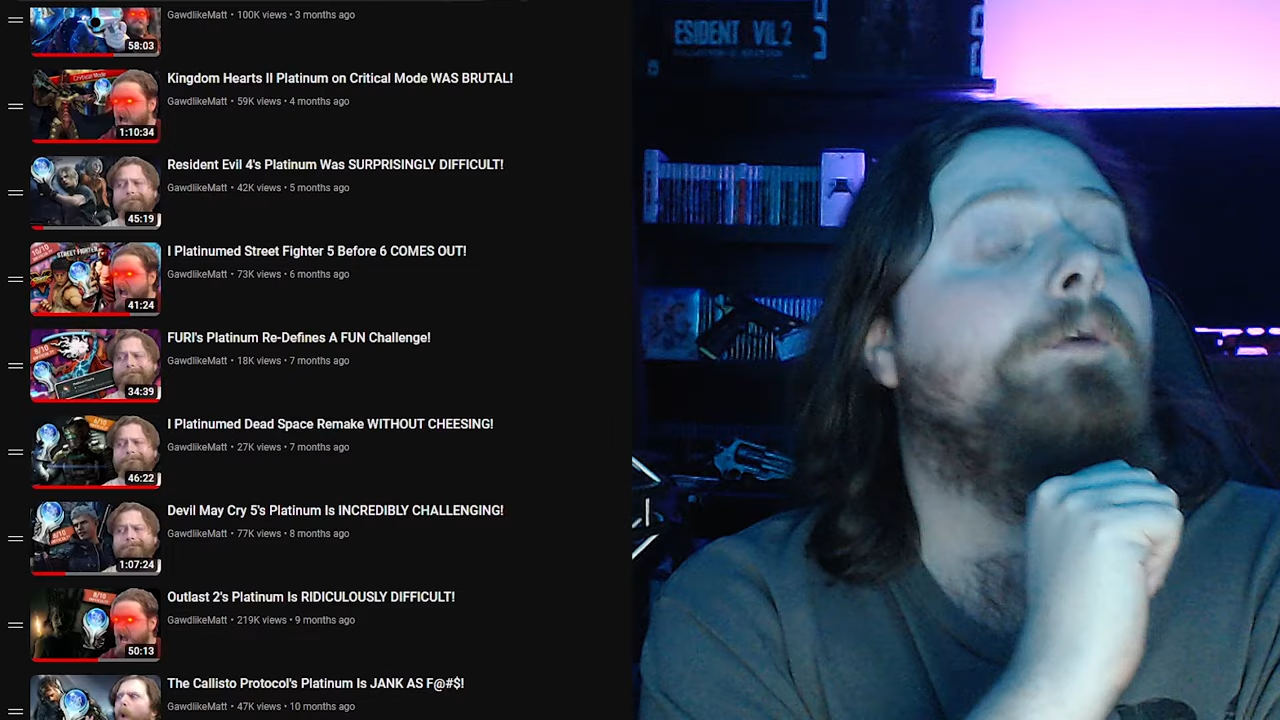 GawdlikeMatt • 100K views • 3 months ago
58:03
Critical Mode
Kingdom Hearts II Platinum on Critical Mode WAS BRUTAL!
GawdlikeMatt • 59K views • 4 months ago
1:10:34
Resident Evil 4's Platinum Was SURPRISINGLY DIFFICULT!
GawdlikeMatt • 42K views • 5 months ago
45:19
I Platinumed Street Fighter 5 Before 6 COMES OUT!
GawdlikeMatt • 73K views • 6 months ago
41:24
FURI's Platinum Re-Defines A FUN Challenge!
GawdlikeMatt • 18K views • 7 months ago
34:39
I Platinumed Dead Space Remake WITHOUT CHEESING!
GawdlikeMatt • 27K views • 7 months ago
46:22
Devil May Cry 5's Platinum Is INCREDIBLY CHALLENGING!
GawdlikeMatt • 77K views • 8 months ago
1:07:24
Outlast 2's Platinum Is RIDICULOUSLY DIFFICULT!
GawdlikeMatt • 219K views • 9 months ago
50:13
The Callisto Protocol's Platinum Is JANK AS F@#$!
GawdlikeMatt • 47K views • 10 months ago
ESIDENT VIL 2